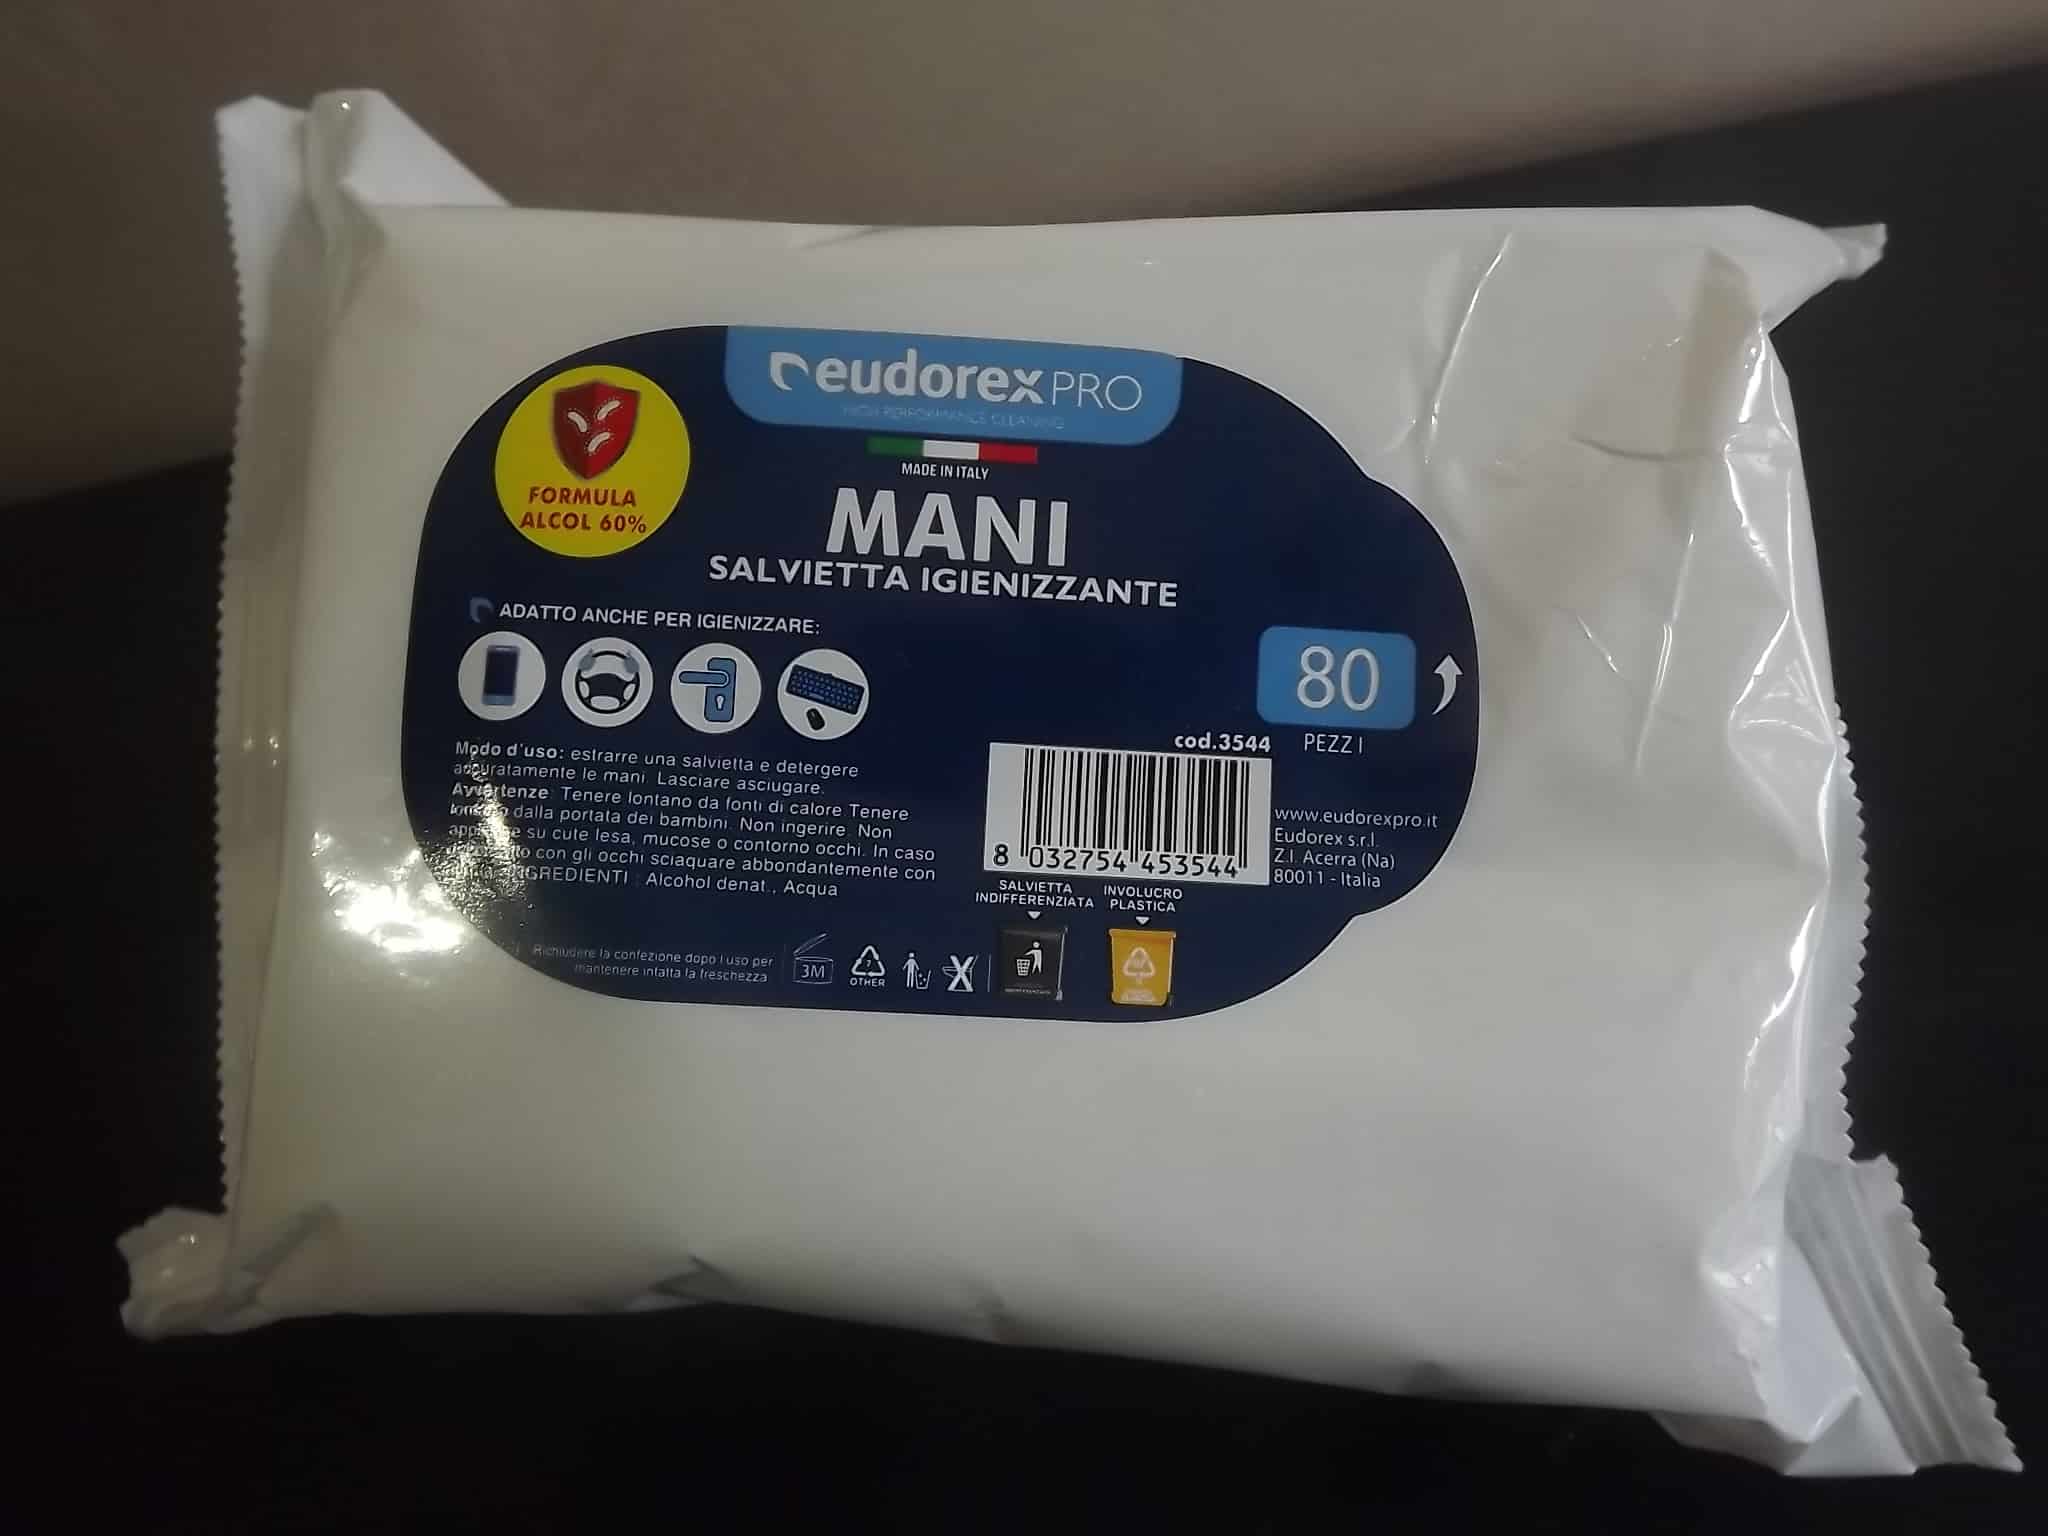 eudorex PRO
HIGH PERFORMANCE CLEANING
MADE IN ITALY
FORMULA
ALCOL 60%
MANI
SALVIETTA IGIENIZZANTE
ADATTO ANCHE PER IGIENIZZARE:
80
PEZZI
Modo d'uso: estrarre una salvietta e detergere
accuratamente le mani. Lasciare asciugare.
Avvertenze: Tenere lontano da fonti di calore Tenere
dalla portata dei bambini. Non ingerire. Non
su cute lesa, mucose o contorno occhi. In caso
con gli occhi sciaquare abbondantemente con
INGREDIENTI : Alcohol denat., Acqua
cod.3544
8 032754 453544
www.eudorexpro.it
Eudorex s.r.l.
Z.I. Acerra (Na)
80011 - Italia
SALVIETTA
INDIFFERENZIATA
INVOLUCRO
PLASTICA
Richiudere la confezione dopo l uso per
mantenere intatta la freschezza
3M
7
OTHER